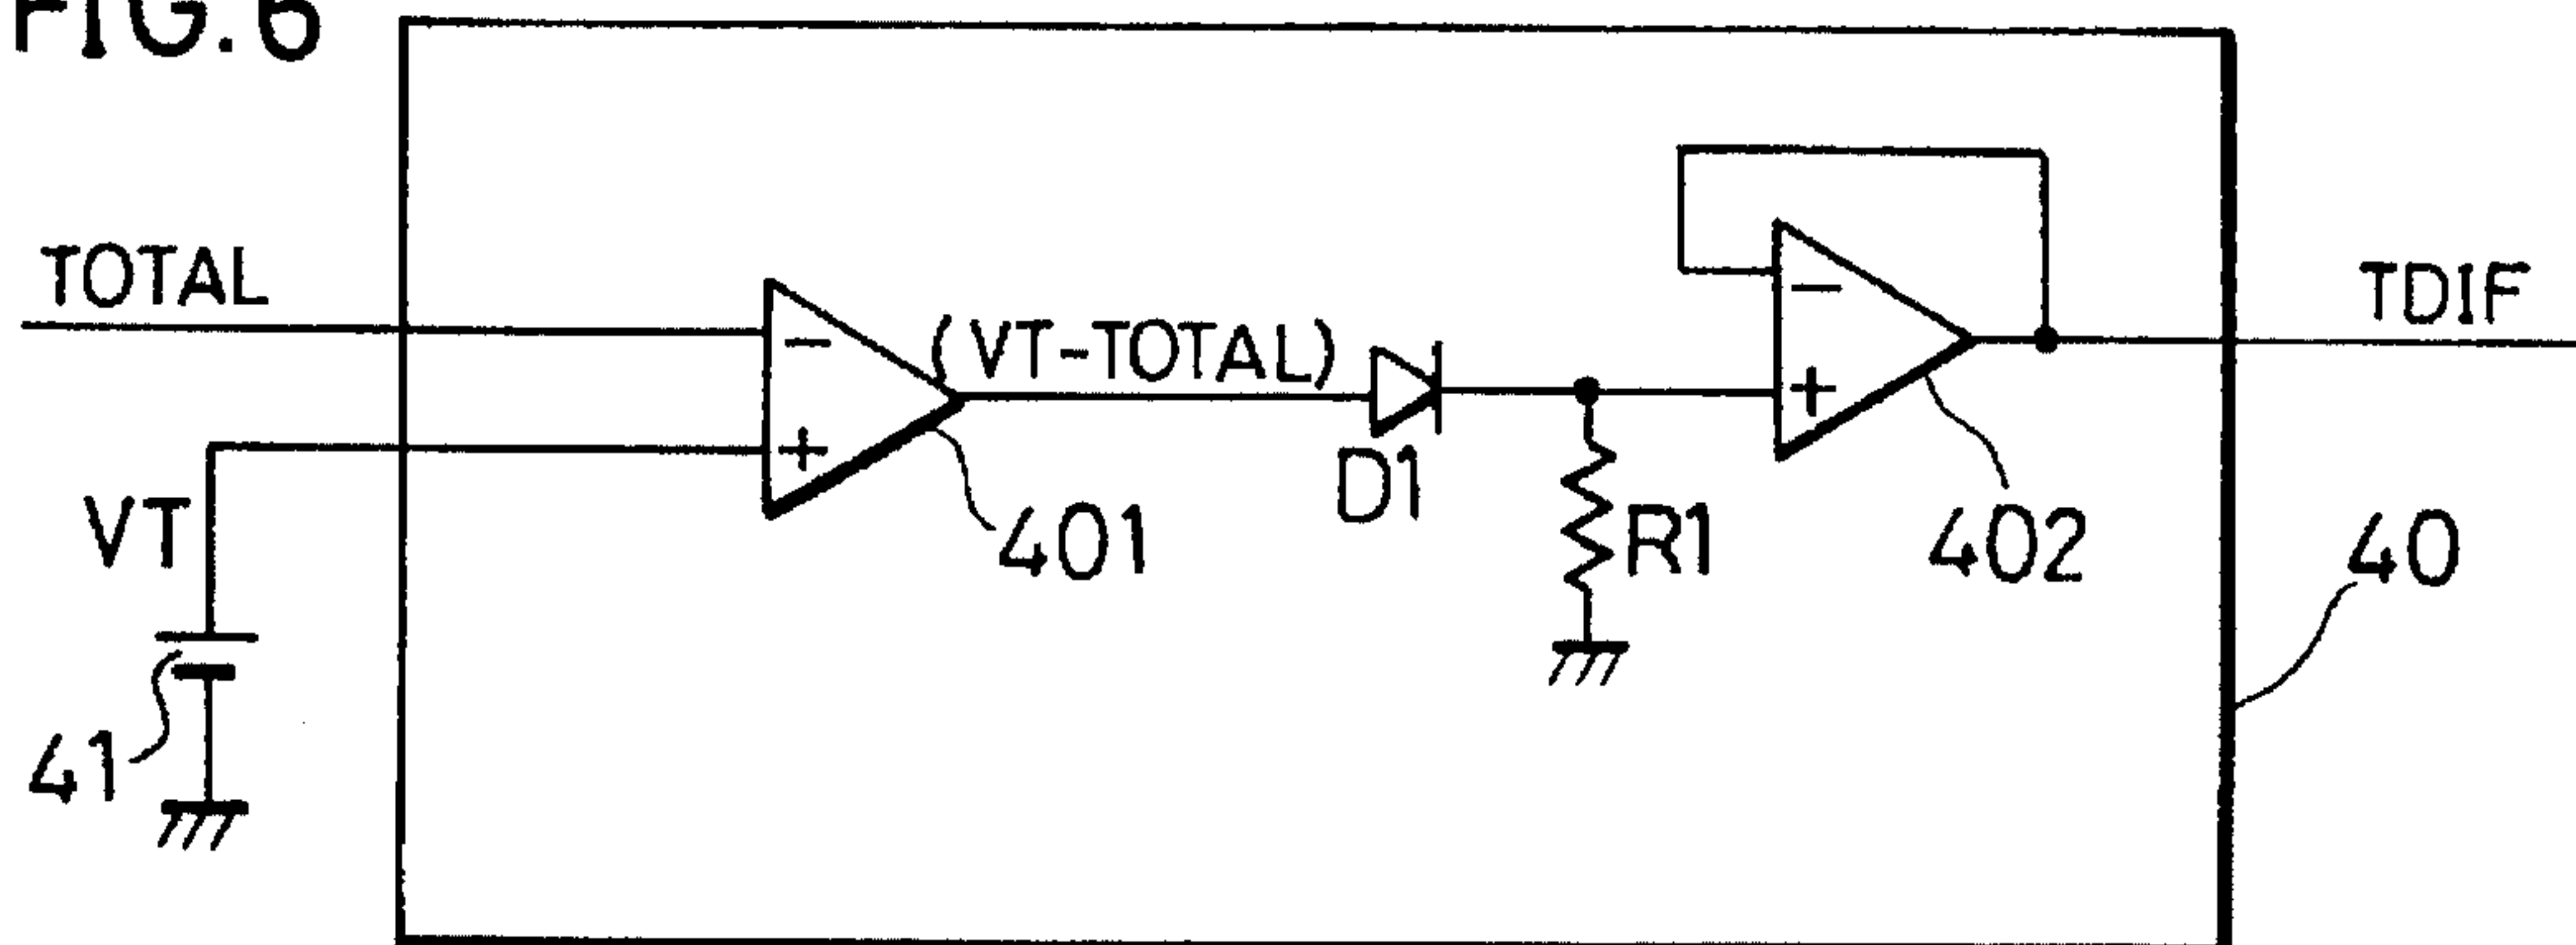 FIG. 6
TOTAL
(VT-TOTAL)
TDIF
−
+
−
+
VT
D1
R1
401
402
40
41